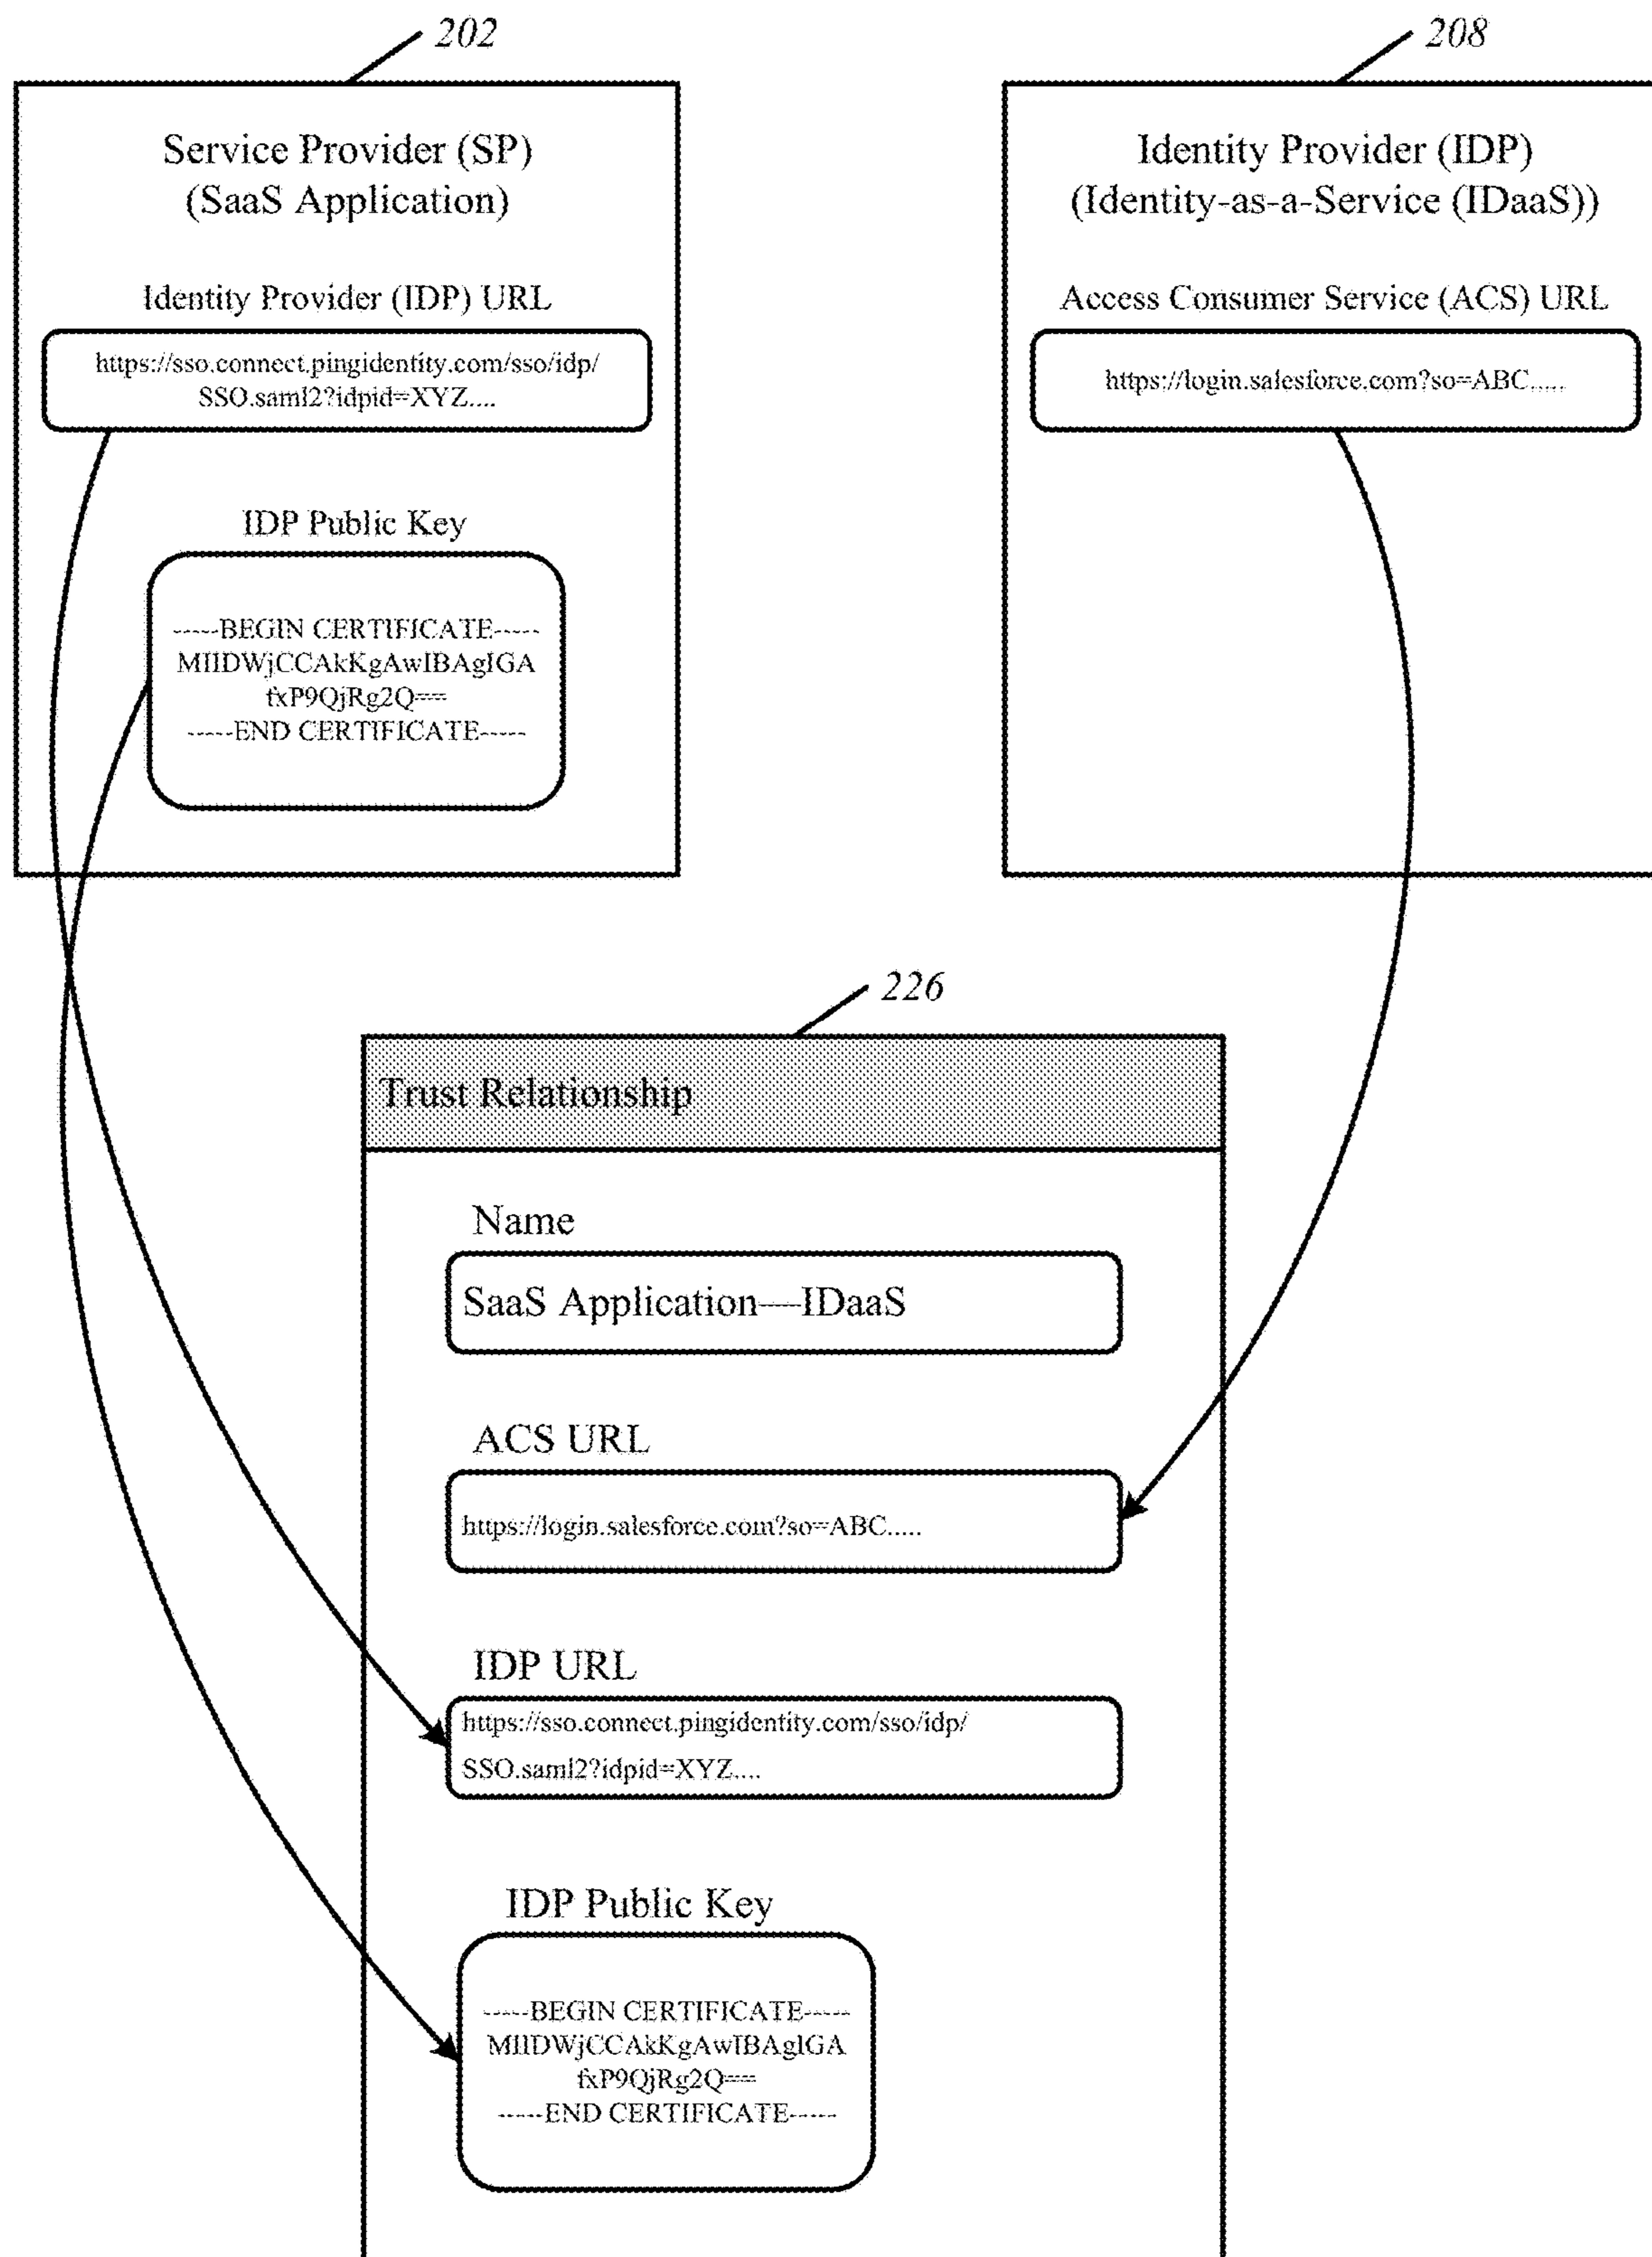 202
208
Service Provider (SP)
(SaaS Application)
Identity Provider (IDP) URL
https://sso.connect.pingidentity.com/sso/idp/
SSO.saml2?idpid=XYZ....
IDP Public Key
-----BEGIN CERTIFICATE-----
MIIDWjCCAkKgAwIBAgIGA
fxP9QjRg2Q===
-----END CERTIFICATE-----
Identity Provider (IDP)
(Identity-as-a-Service (IDaaS))
Access Consumer Service (ACS) URL
https://login.salesforce.com?so=ABC.....
226
Trust Relationship
Name
SaaS Application—IDaaS
ACS URL
https://login.salesforce.com?so=ABC.....
IDP URL
https://sso.connect.pingidentity.com/sso/idp/
SSO.saml2?idpid=XYZ....
IDP Public Key
-----BEGIN CERTIFICATE-----
MIIDWjCCAkKgAwIBAgIGA
fxP9QjRg2Q===
-----END CERTIFICATE-----